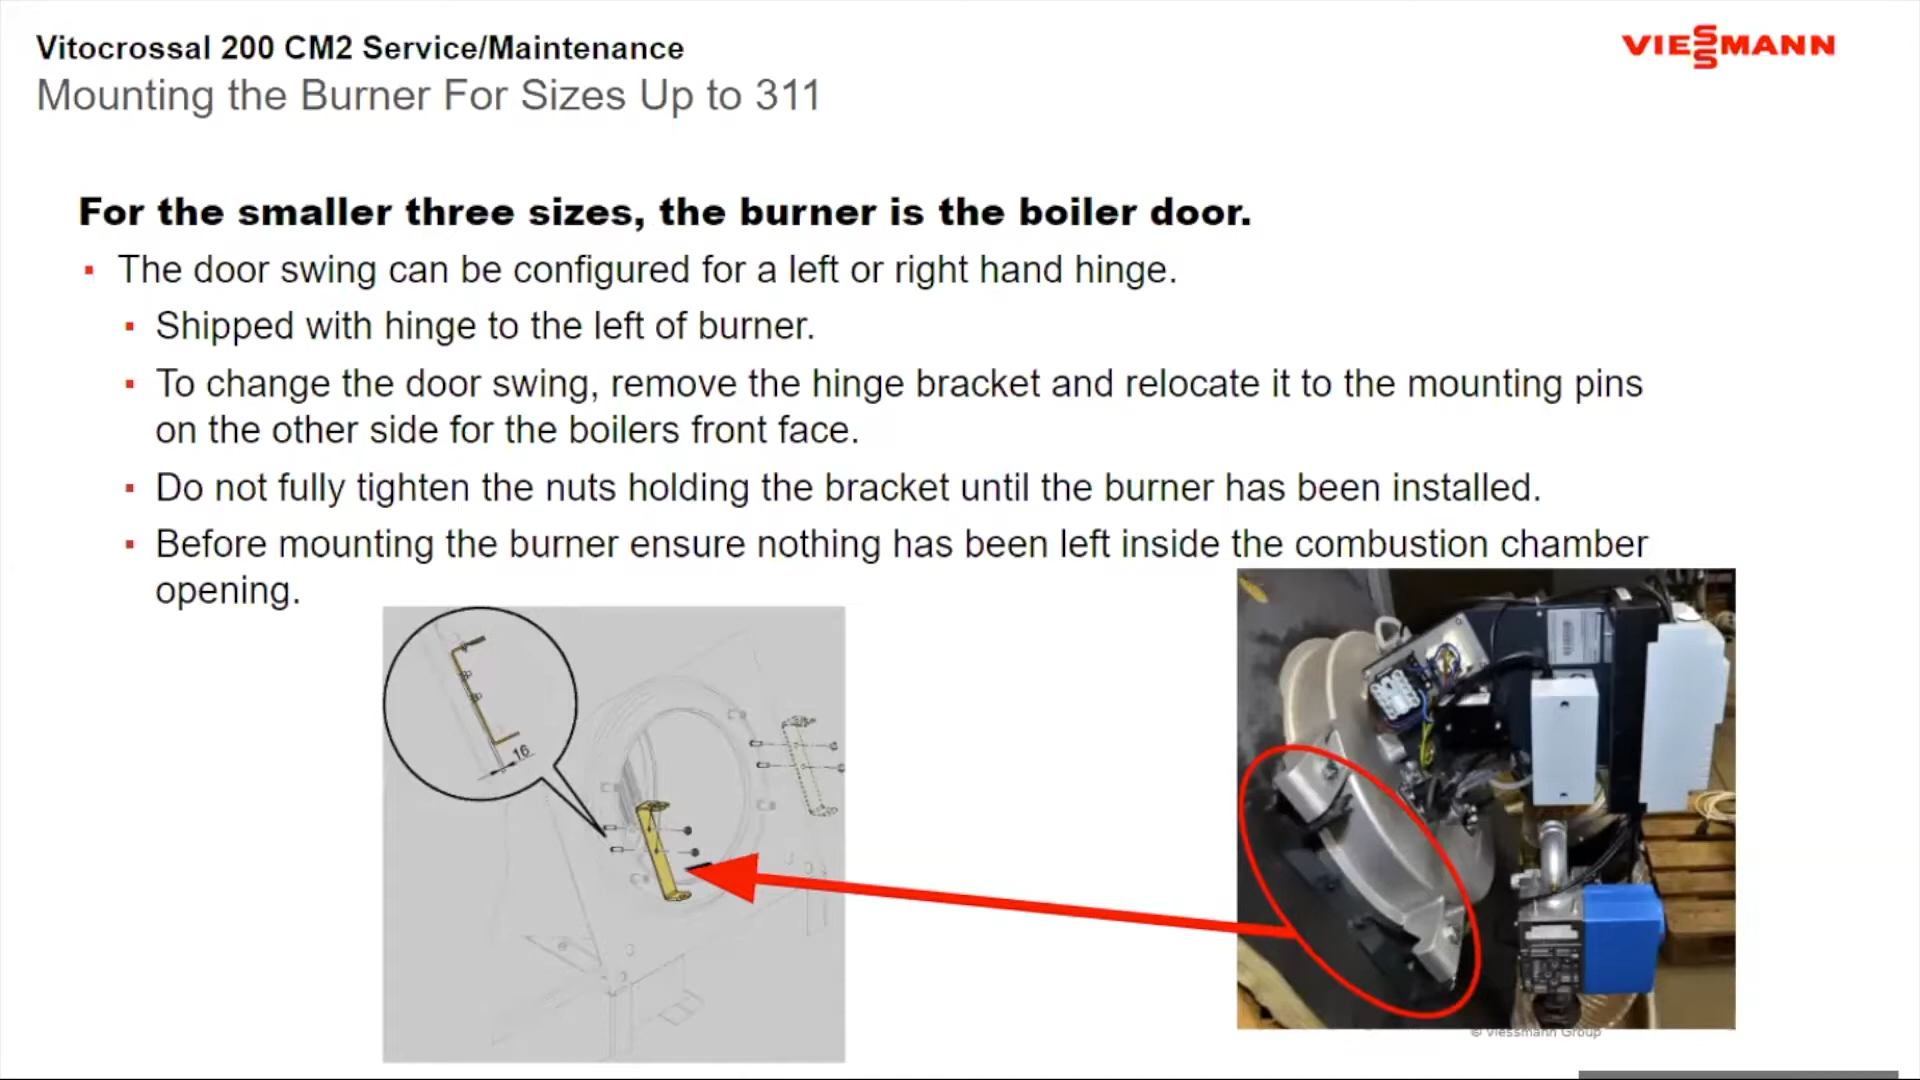 Vitocrossal 200 CM2 Service/Maintenance
VIESSMANN
Mounting the Burner For Sizes Up to 311
For the smaller three sizes, the burner is the boiler door.
The door swing can be configured for a left or right hand hinge.
Shipped with hinge to the left of burner.
To change the door swing, remove the hinge bracket and relocate it to the mounting pins
on the other side for the boilers front face.
Do not fully tighten the nuts holding the bracket until the burner has been installed.
Before mounting the burner ensure nothing has been left inside the combustion chamber
opening.
16
© Viessmann Group